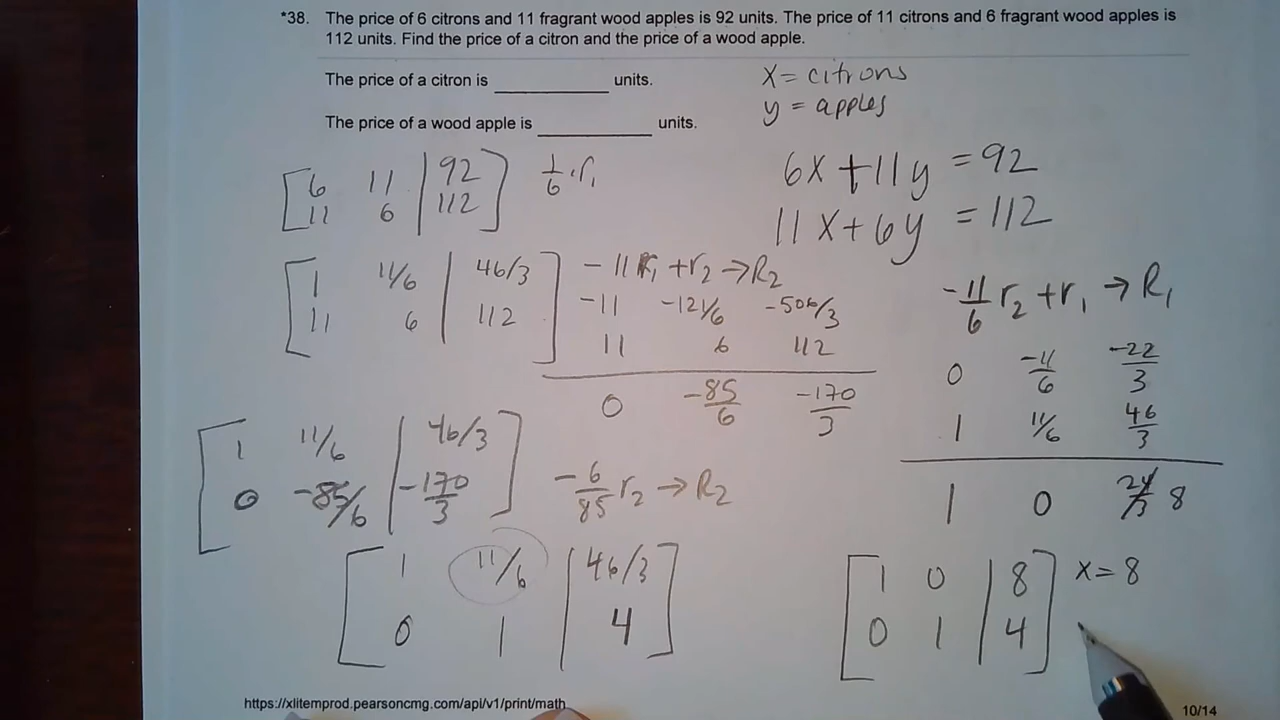 *38. The price of 6 citrons and 11 fragrant wood apples is 92 units. The price of 11 citrons and 6 fragrant wood apples is
112 units. Find the price of a citron and the price of a wood apple.
The price of a citron is ________ units.
The price of a wood apple is ________ units.
x = citrons
y = apples
6x + 11y = 92
11x + 6y = 112
[6 11 | 92] 1/6 · r₁
[11 6 | 112]
[1 11/6 | 46/3] -11 r₁ + r₂ → R₂
[11 6 | 112]
-11 -121/6 -506/3
11 6 112
0 -85/6 -170/3
[1 11/6 | 46/3]
[0 -85/6 | -170/3] -6/85 r₂ → R₂
[1 11/6 | 46/3]
[0 1 | 4]
-11/6 r₂ + r₁ → R₁
0 -11/6 -22/3
1 11/6 46/3
1 0 24/3 8
[1 0 | 8] x = 8
[0 1 | 4]
https://xlitemprod.pearsoncmg.com/api/v1/print/math
10/14